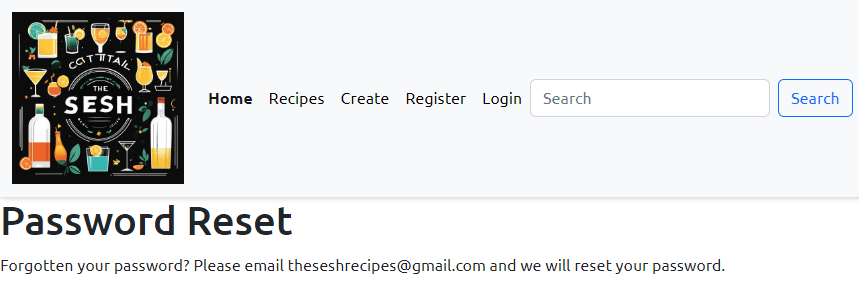 COTTTAIL
THE
SESH
Home Recipes Create Register Login Search Search
Password Reset
Forgotten your password? Please email theseshrecipes@gmail.com and we will reset your password.